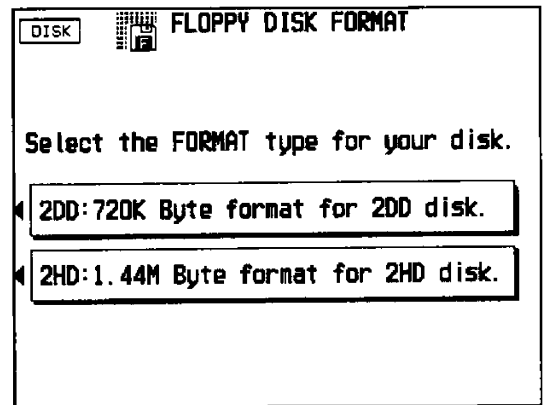 DISK
FLOPPY DISK FORMAT
F
Select the FORMAT type for your disk.
2DD:720K Byte format for 2DD disk.
2HD:1.44M Byte format for 2HD disk.